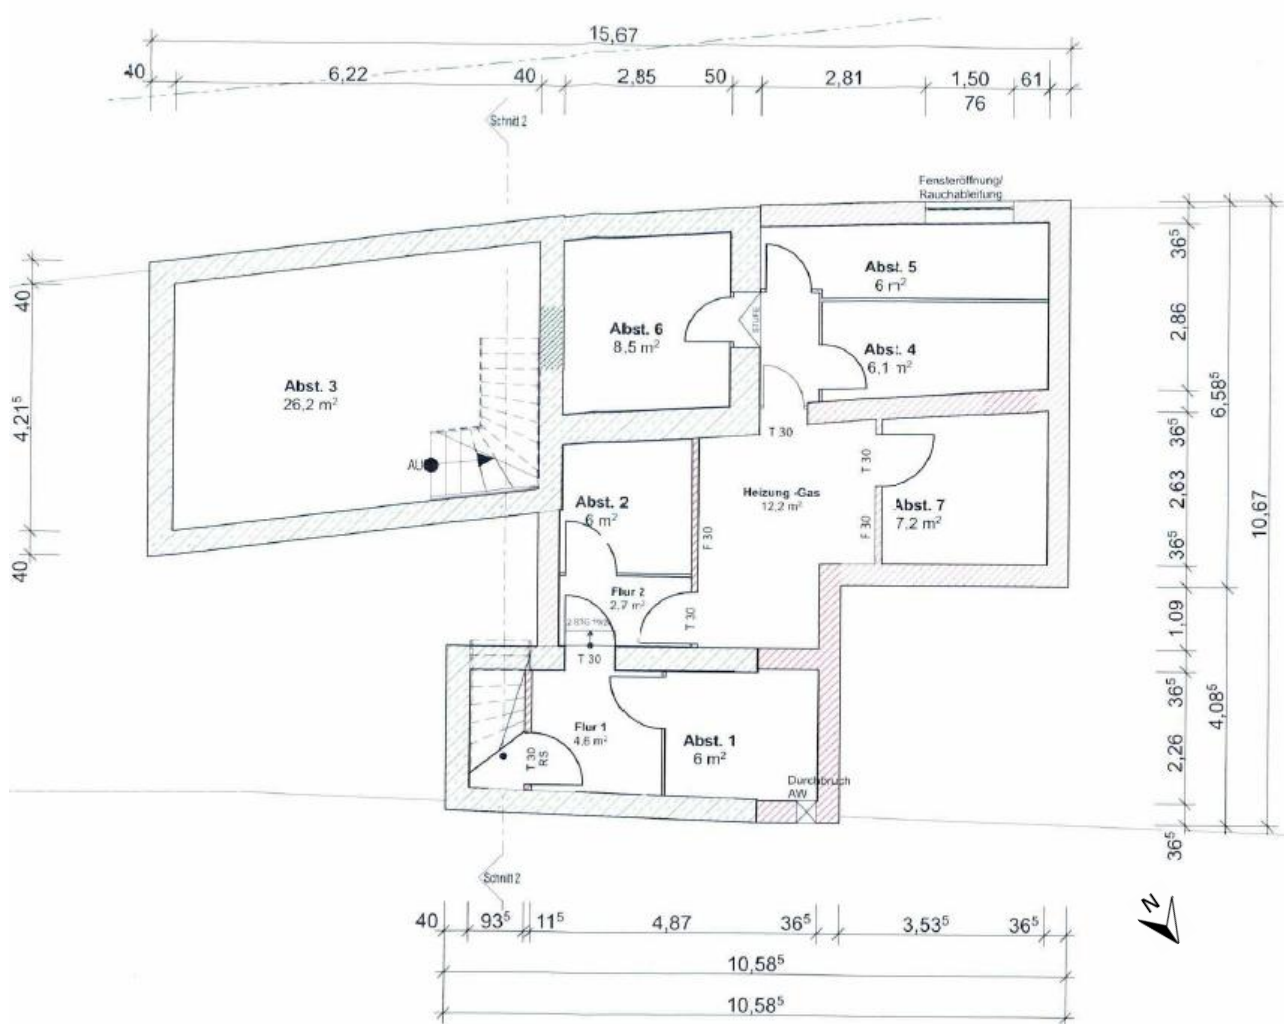 15,67
40 6,22 40 2,85 50 2,81 1,50 61
76
Schnitt 2
Fensteröffnung/
Rauchableitung
Abst. 5
6 m²
Abst. 6
8,5 m²
STUFE
Abst. 4
6,1 m²
Abst. 3
26,2 m²
T 30
T 30
Abst. 2
6 m²
Heizung -Gas
12,2 m²
Abst. 7
7,2 m²
F 30
F 30
Flur 2
2,7 m²
T 30
T 30
Flur 1
4,6 m²
Abst. 1
6 m²
T 30
RS
Durchbruch
AW
Schnitt 2
40
4,21⁵
40
36⁵
2,86
36⁵
2,63
36⁵
1,09
36⁵
2,26
36⁵
6,58⁵
4,08⁵
10,67
N
40 93⁵ 11⁵ 4,87 36⁵ 3,53⁵ 36⁵
10,58⁵
10,58⁵